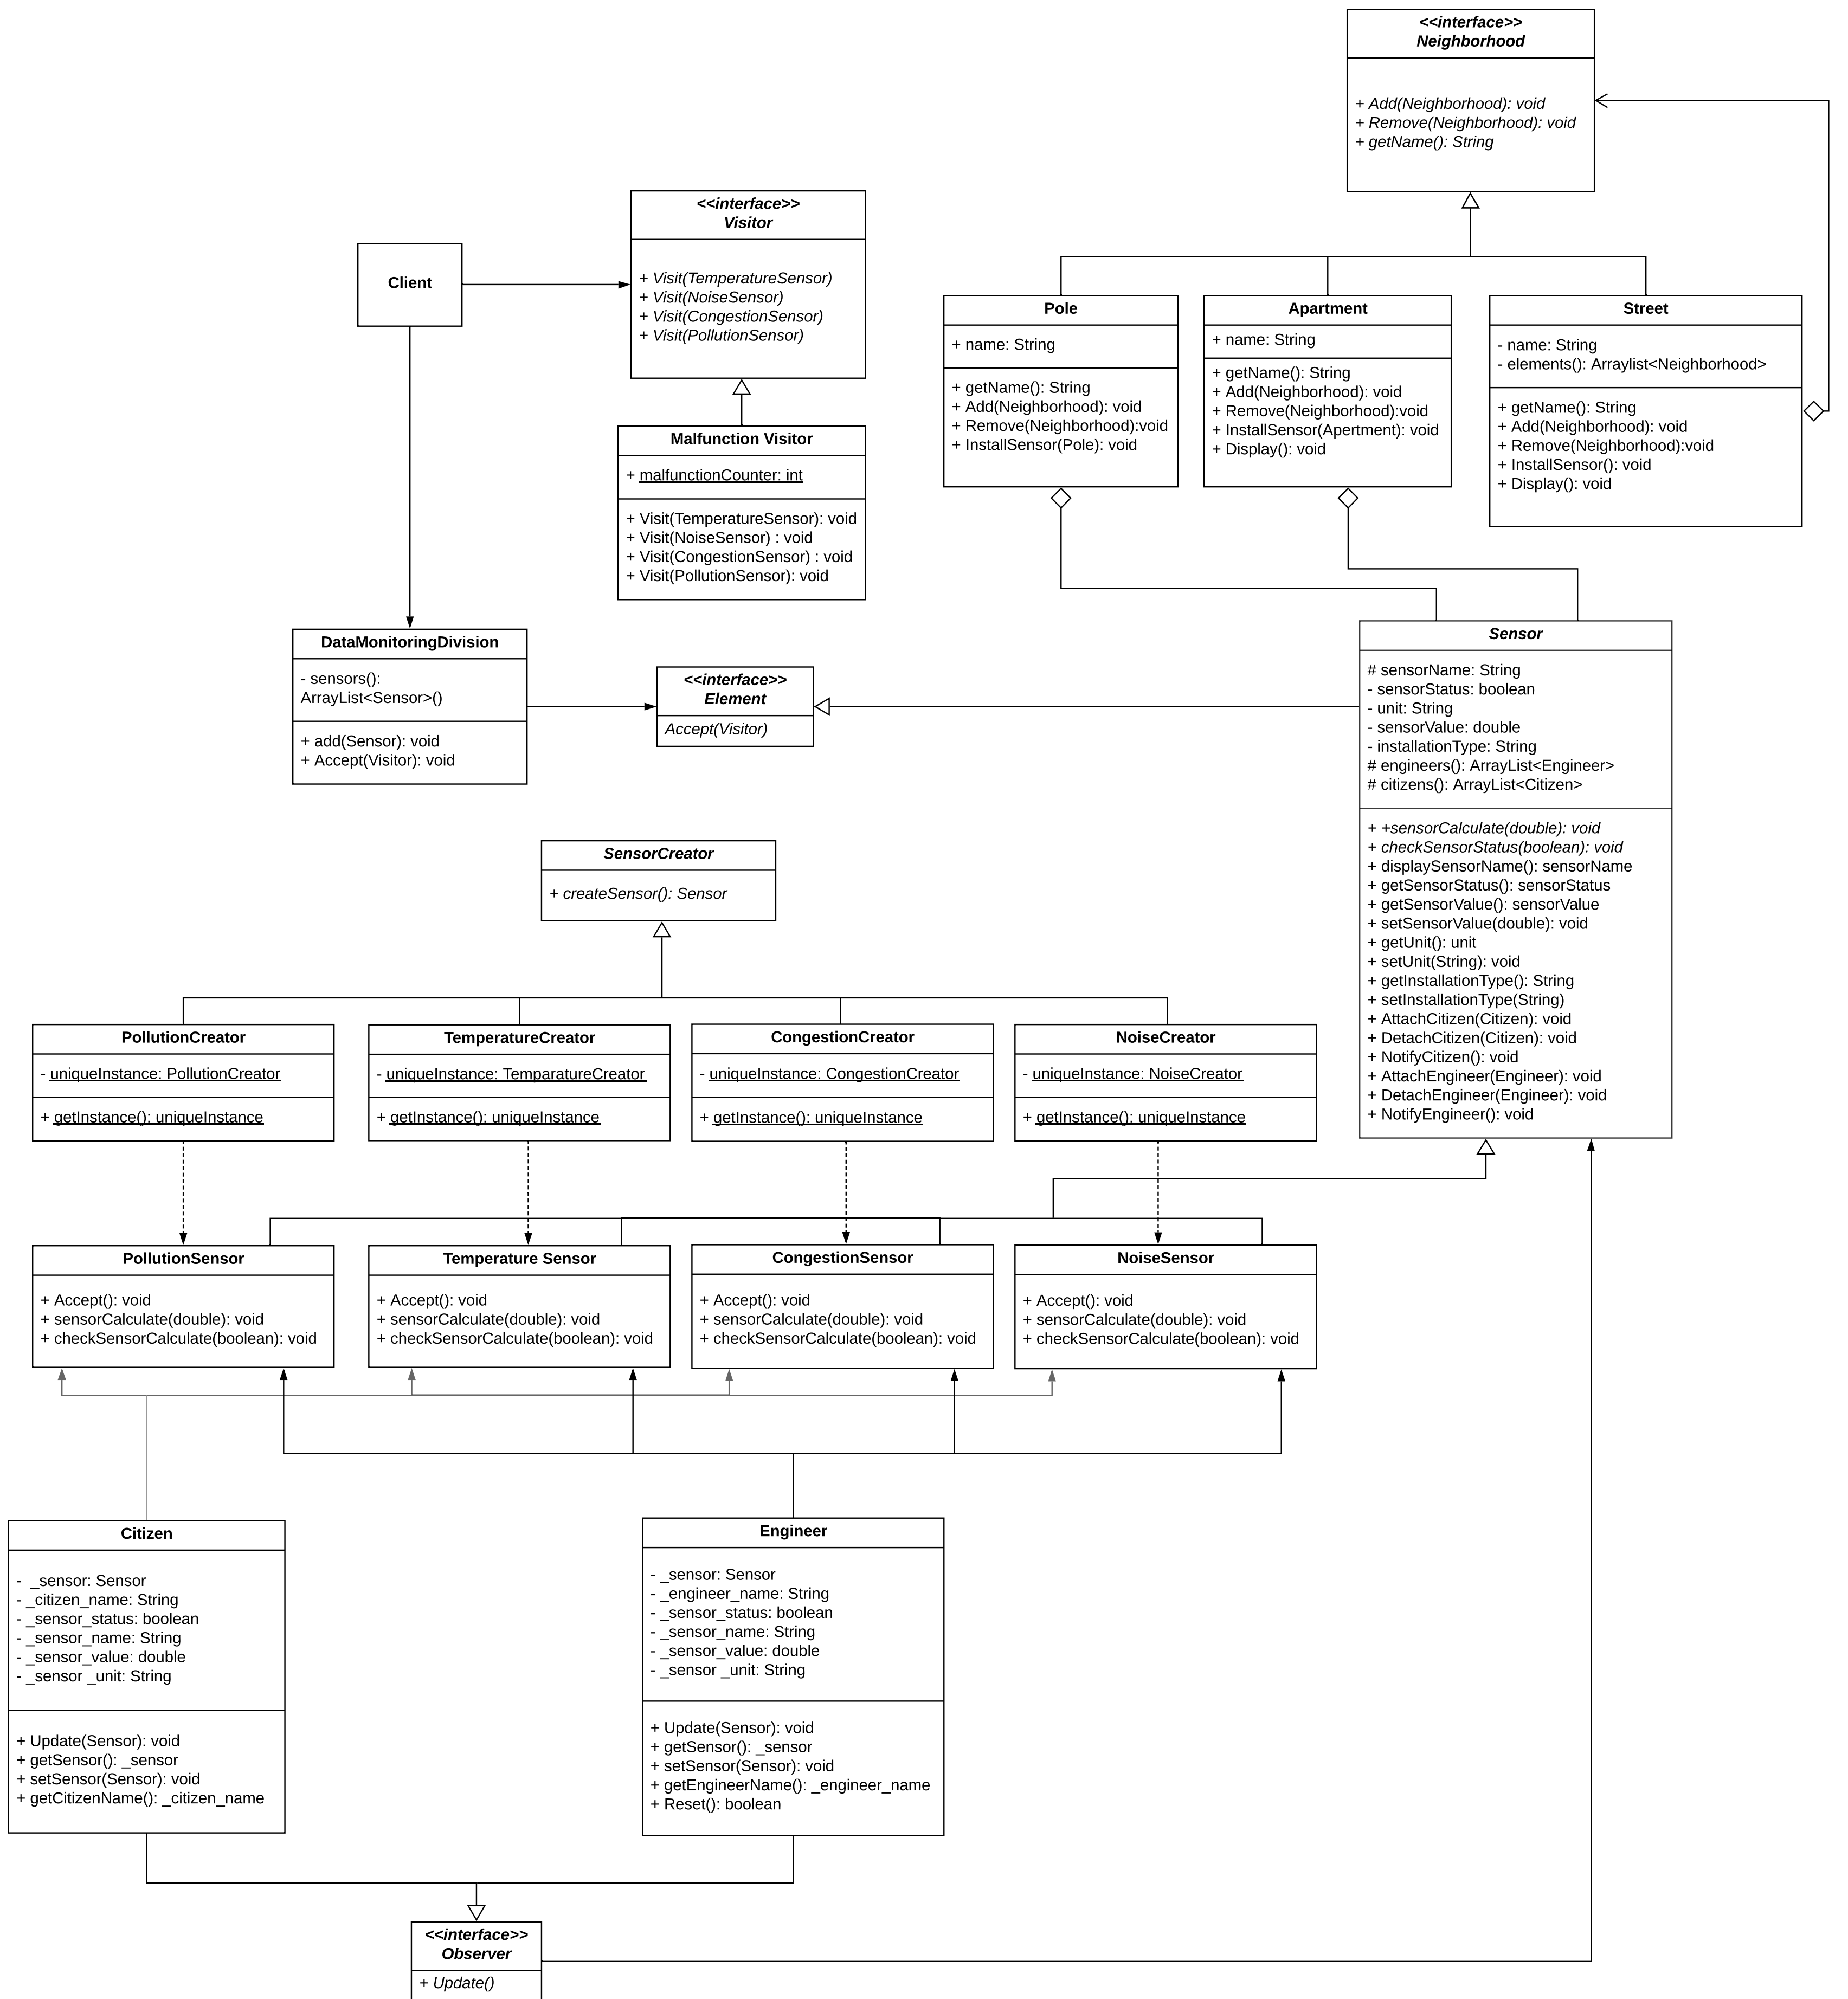 <<interface>>
Neighborhood
+ Add(Neighborhood): void
+ Remove(Neighborhood): void
+ getName(): String
<<interface>>
Visitor
+ Visit(TemperatureSensor)
+ Visit(NoiseSensor)
+ Visit(CongestionSensor)
+ Visit(PollutionSensor)
Client
Pole
+ name: String
+ getName(): String
+ Add(Neighborhood): void
+ Remove(Neighborhood):void
+ InstallSensor(Pole): void
Apartment
+ name: String
+ getName(): String
+ Add(Neighborhood): void
+ Remove(Neighborhood):void
+ InstallSensor(Apertment): void
+ Display(): void
Street
- name: String
- elements(): Arraylist<Neighborhood>
+ getName(): String
+ Add(Neighborhood): void
+ Remove(Neighborhood):void
+ InstallSensor(): void
+ Display(): void
Malfunction Visitor
+ malfunctionCounter: int
+ Visit(TemperatureSensor): void
+ Visit(NoiseSensor) : void
+ Visit(CongestionSensor) : void
+ Visit(PollutionSensor): void
DataMonitoringDivision
- sensors():
ArrayList<Sensor>()
+ add(Sensor): void
+ Accept(Visitor): void
<<interface>>
Element
Accept(Visitor)
Sensor
# sensorName: String
- sensorStatus: boolean
- unit: String
- sensorValue: double
- installationType: String
# engineers(): ArrayList<Engineer>
# citizens(): ArrayList<Citizen>
+ +sensorCalculate(double): void
+ checkSensorStatus(boolean): void
+ displaySensorName(): sensorName
+ getSensorStatus(): sensorStatus
+ getSensorValue(): sensorValue
+ setSensorValue(double): void
+ getUnit(): unit
+ setUnit(String): void
+ getInstallationType(): String
+ setInstallationType(String)
+ AttachCitizen(Citizen): void
+ DetachCitizen(Citizen): void
+ NotifyCitizen(): void
+ AttachEngineer(Engineer): void
+ DetachEngineer(Engineer): void
+ NotifyEngineer(): void
SensorCreator
+ createSensor(): Sensor
PollutionCreator
- uniqueInstance: PollutionCreator
+ getInstance(): uniqueInstance
TemperatureCreator
- uniqueInstance: TemparatureCreator
+ getInstance(): uniqueInstance
CongestionCreator
- uniqueInstance: CongestionCreator
+ getInstance(): uniqueInstance
NoiseCreator
- uniqueInstance: NoiseCreator
+ getInstance(): uniqueInstance
PollutionSensor
+ Accept(): void
+ sensorCalculate(double): void
+ checkSensorCalculate(boolean): void
Temperature Sensor
+ Accept(): void
+ sensorCalculate(double): void
+ checkSensorCalculate(boolean): void
CongestionSensor
+ Accept(): void
+ sensorCalculate(double): void
+ checkSensorCalculate(boolean): void
NoiseSensor
+ Accept(): void
+ sensorCalculate(double): void
+ checkSensorCalculate(boolean): void
Citizen
- _sensor: Sensor
- _citizen_name: String
- _sensor_status: boolean
- _sensor_name: String
- _sensor_value: double
- _sensor _unit: String
+ Update(Sensor): void
+ getSensor(): _sensor
+ setSensor(Sensor): void
+ getCitizenName(): _citizen_name
Engineer
- _sensor: Sensor
- _engineer_name: String
- _sensor_status: boolean
- _sensor_name: String
- _sensor_value: double
- _sensor _unit: String
+ Update(Sensor): void
+ getSensor(): _sensor
+ setSensor(Sensor): void
+ getEngineerName(): _engineer_name
+ Reset(): boolean
<<interface>>
Observer
+ Update()